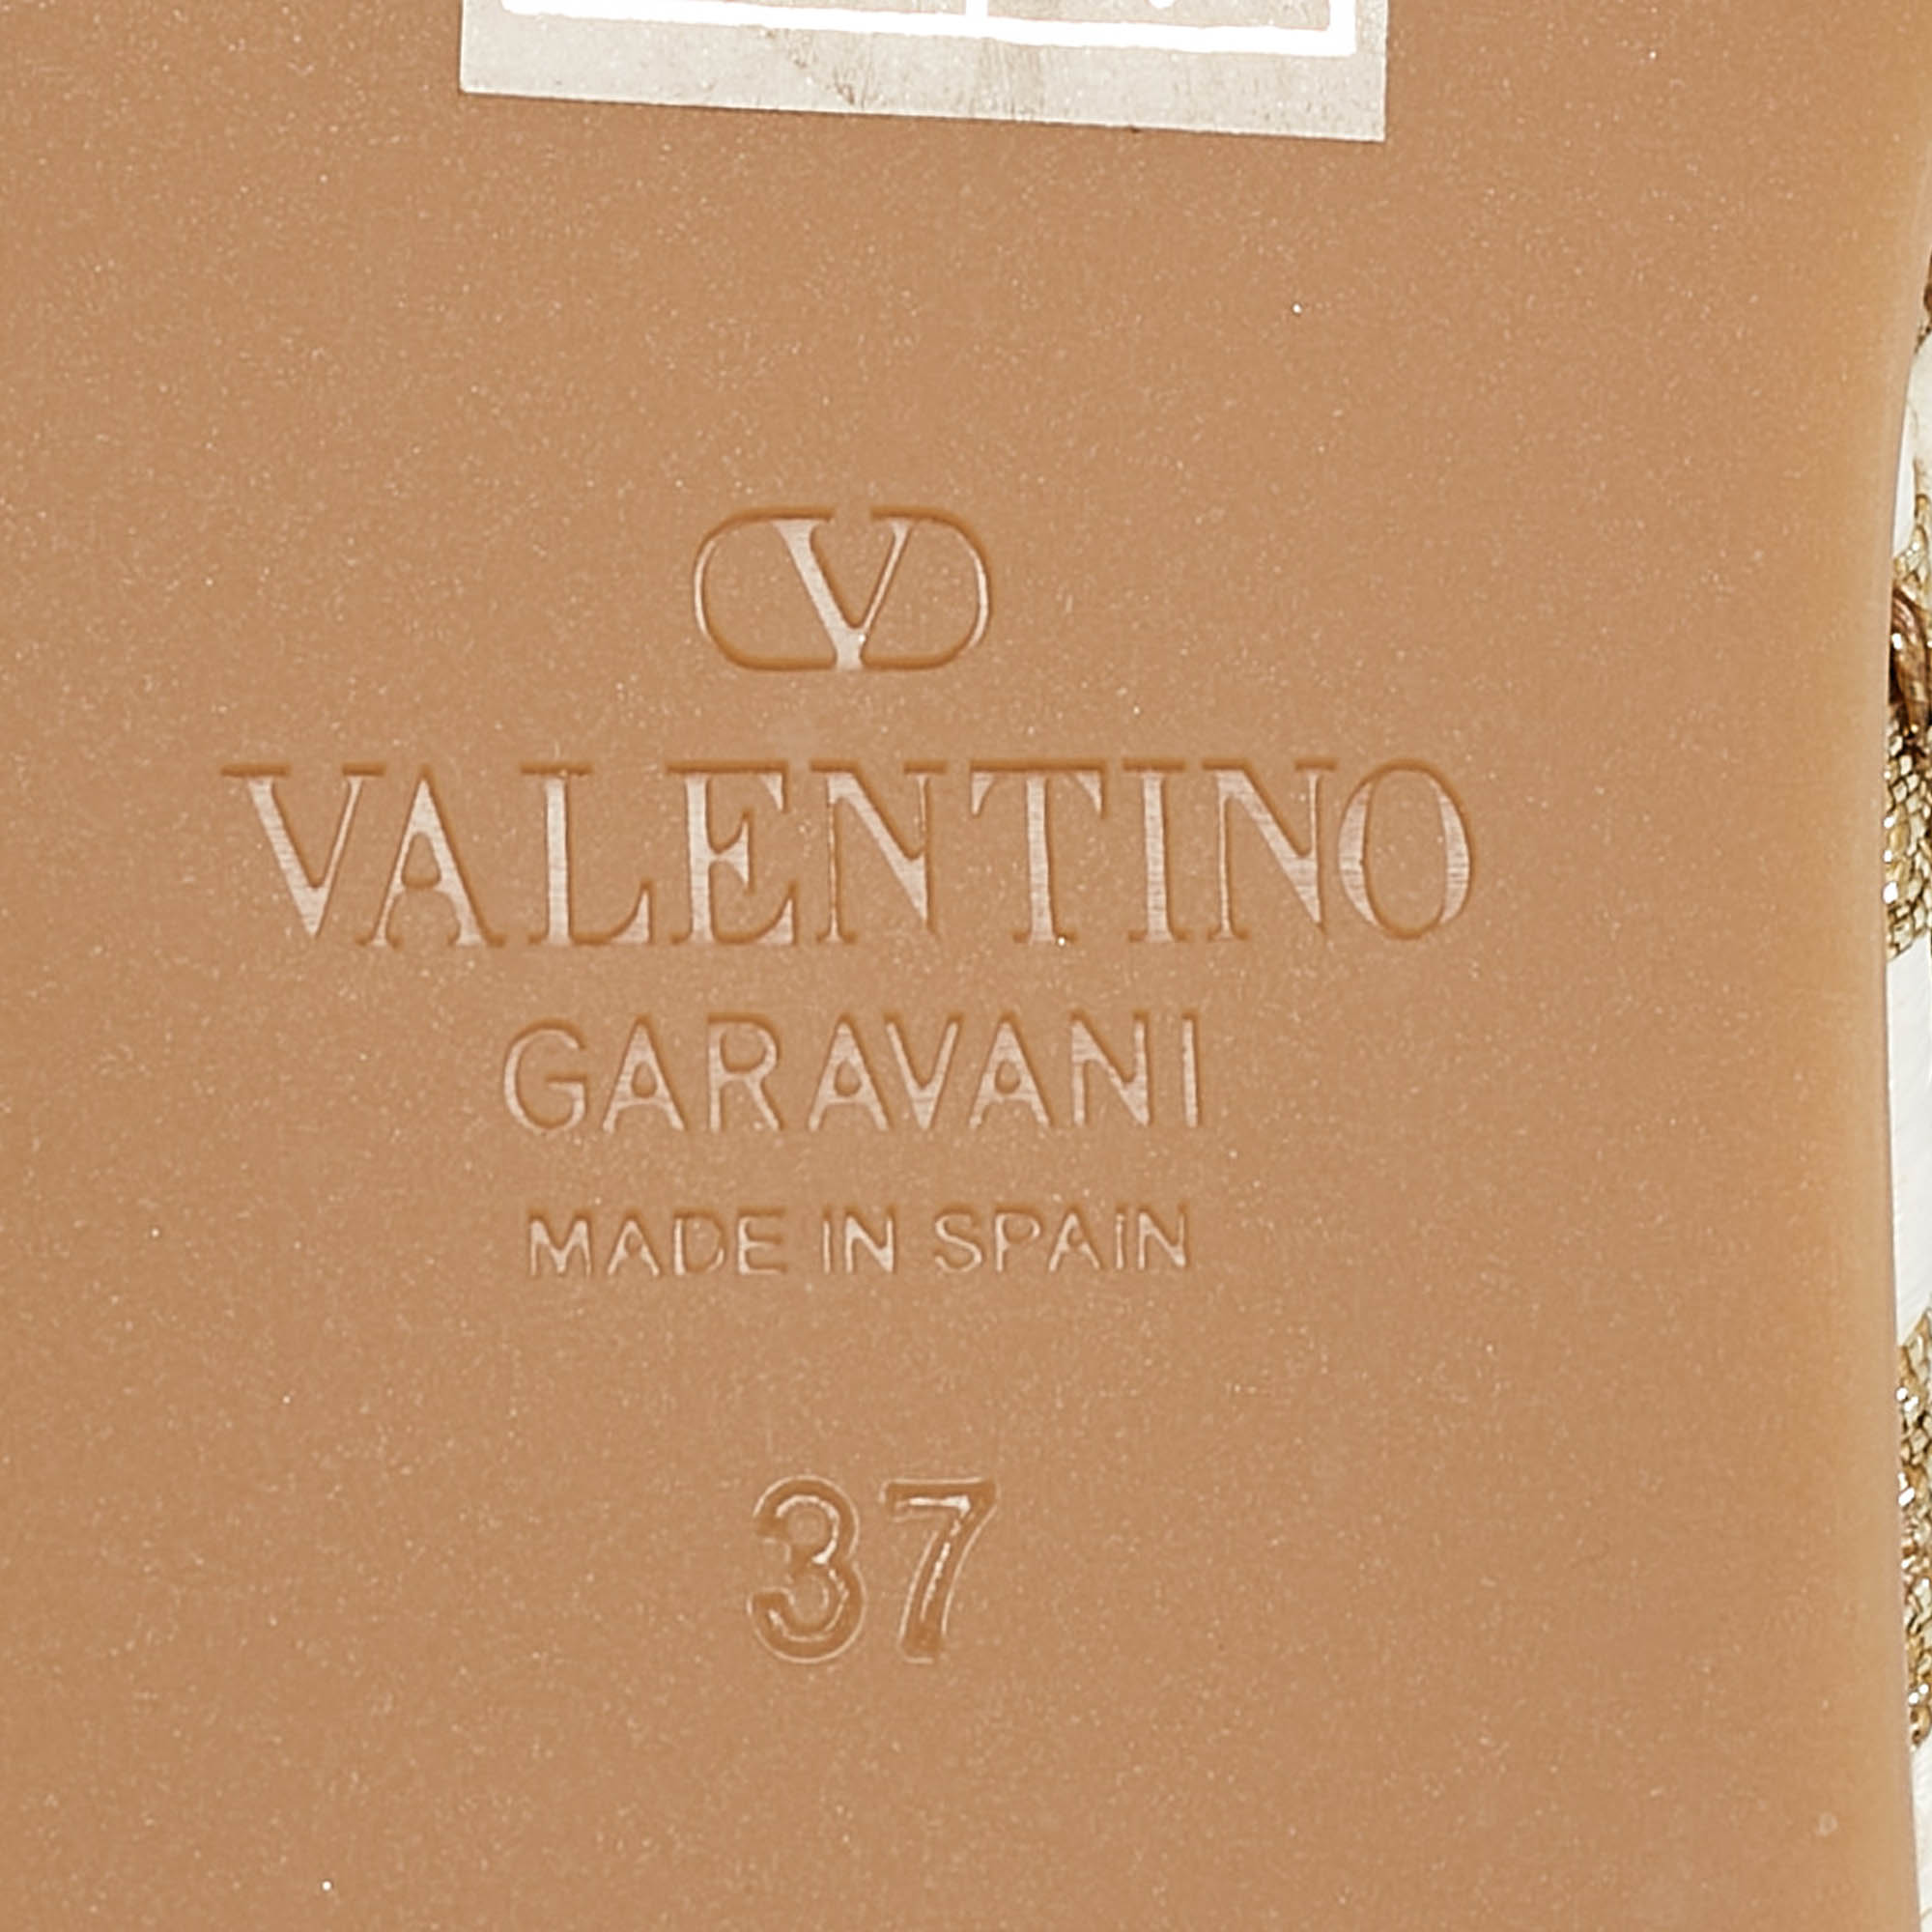 V
VALENTINO
GARAVANI
MADE IN SPAIN
37